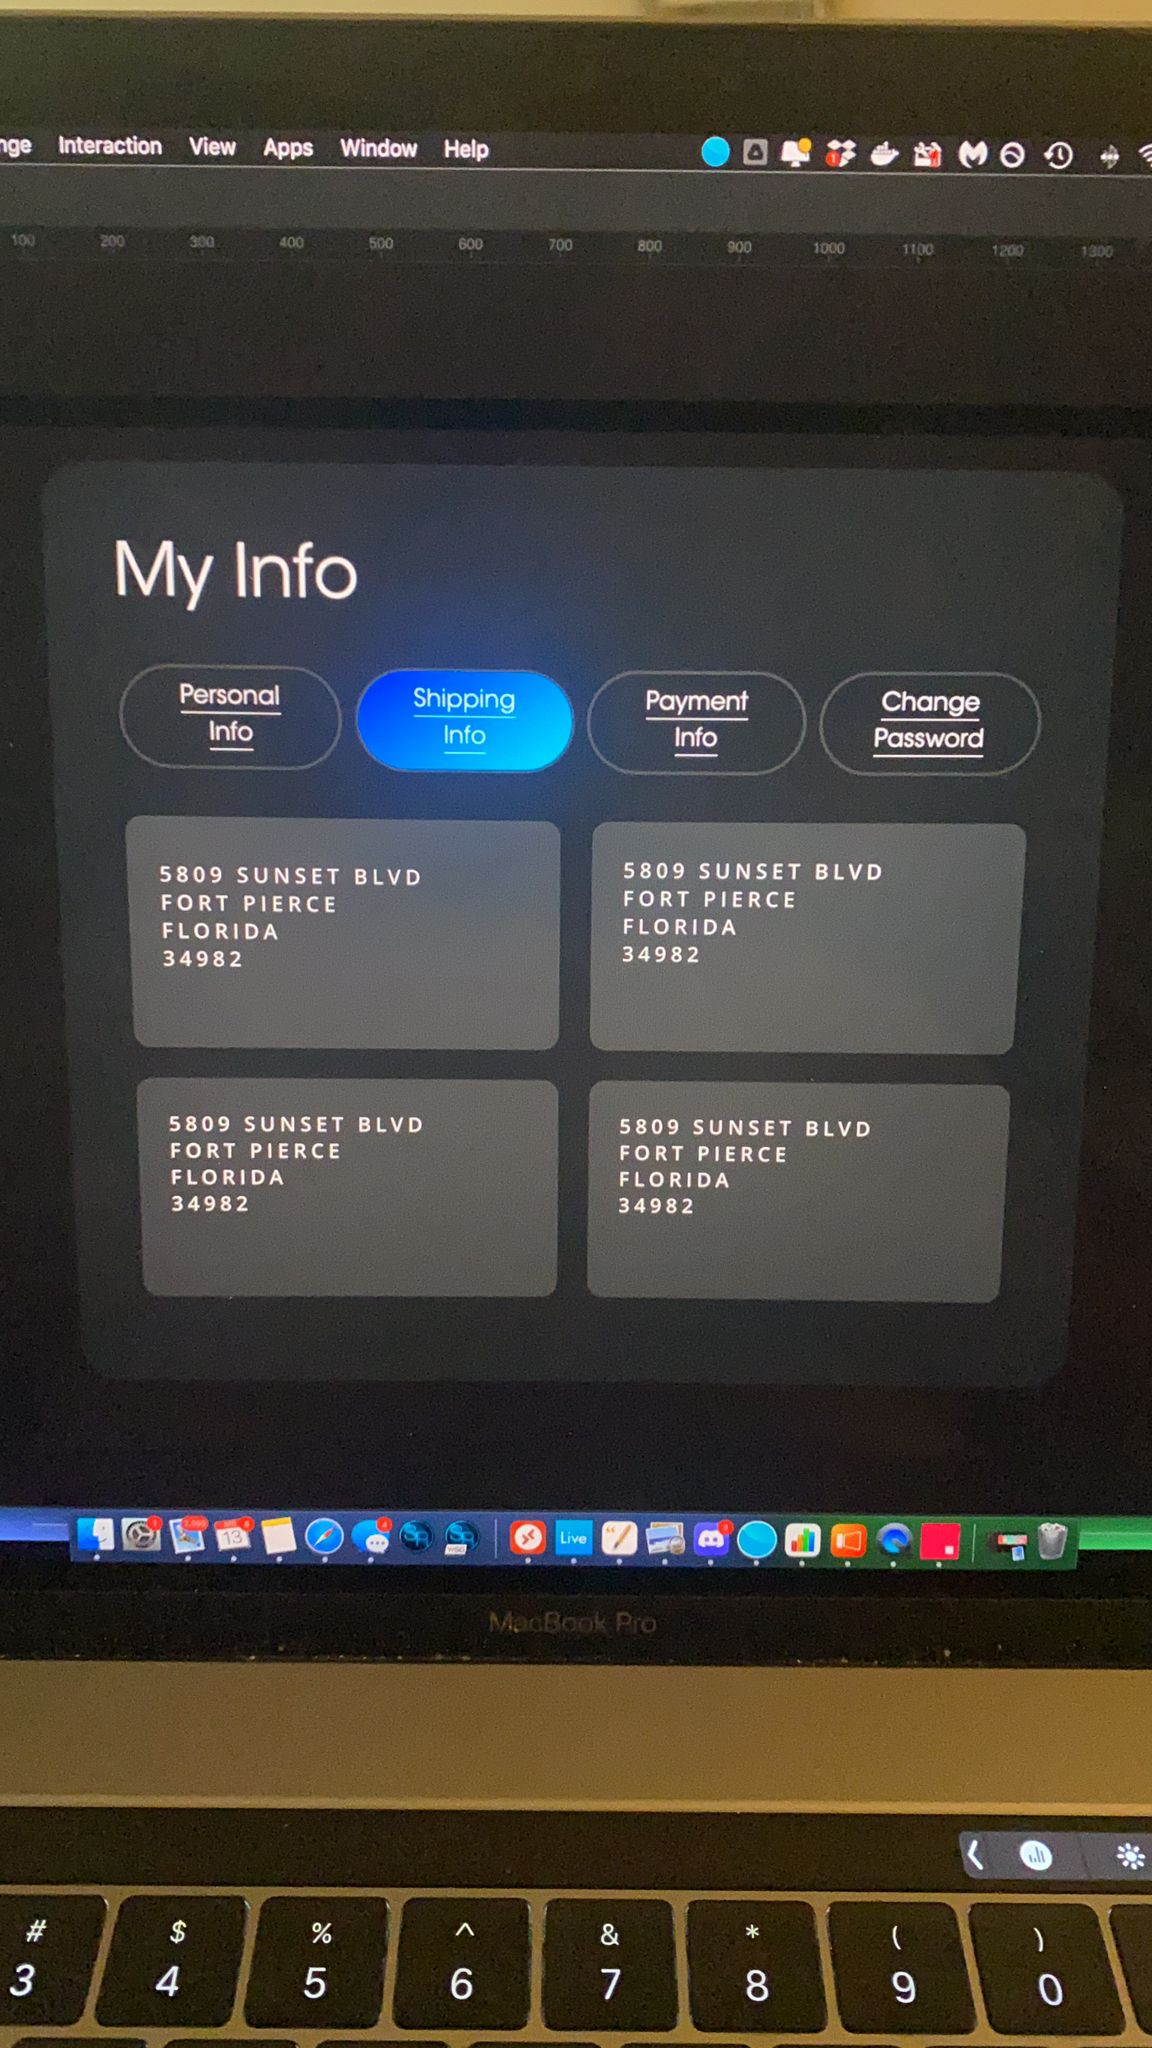 nge Interaction View Apps Window Help
100 200 300 400 500 600 700 800 900 1000 1100 1200 1300
My Info
Personal
Info
Shipping
Info
Payment
Info
Change
Password
5809 SUNSET BLVD
FORT PIERCE
FLORIDA
34982
5809 SUNSET BLVD
FORT PIERCE
FLORIDA
34982
5809 SUNSET BLVD
FORT PIERCE
FLORIDA
34982
5809 SUNSET BLVD
FORT PIERCE
FLORIDA
34982
13
Live
MacBook Pro
# $ % ^ & * ( )
3 4 5 6 7 8 9 0